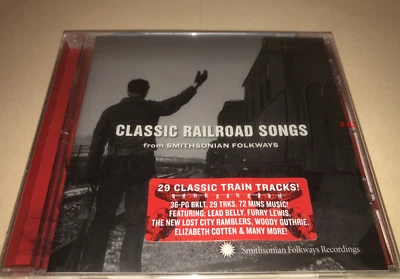 CLASSIC RAILROAD SONGS
from SMITHSONIAN FOLKWAYS
29 CLASSIC TRAIN TRACKS!
36-PG BKLT, 29 TRKS, 72 MINS MUSIC!
FEATURING: LEAD BELLY, FURRY LEWIS,
THE NEW LOST CITY RAMBLERS, WOODY GUTHRIE,
ELIZABETH COTTEN & MANY MORE!
Smithsonian Folkways Recordings